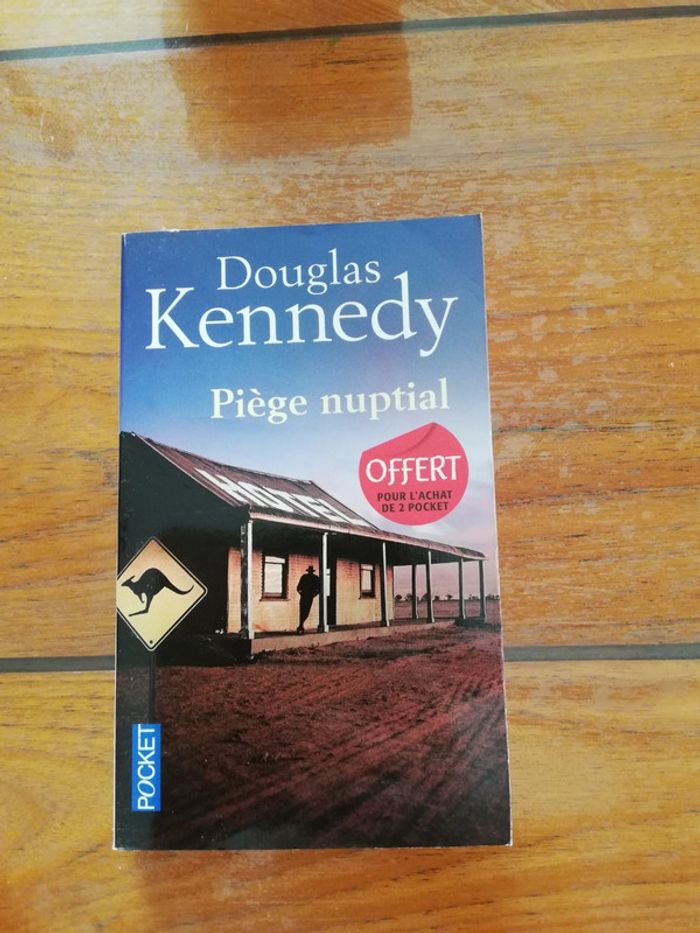 Douglas
Kennedy
Piège nuptial
OFFERT
POUR L'ACHAT
DE 2 POCKET
HOTEL
POCKET